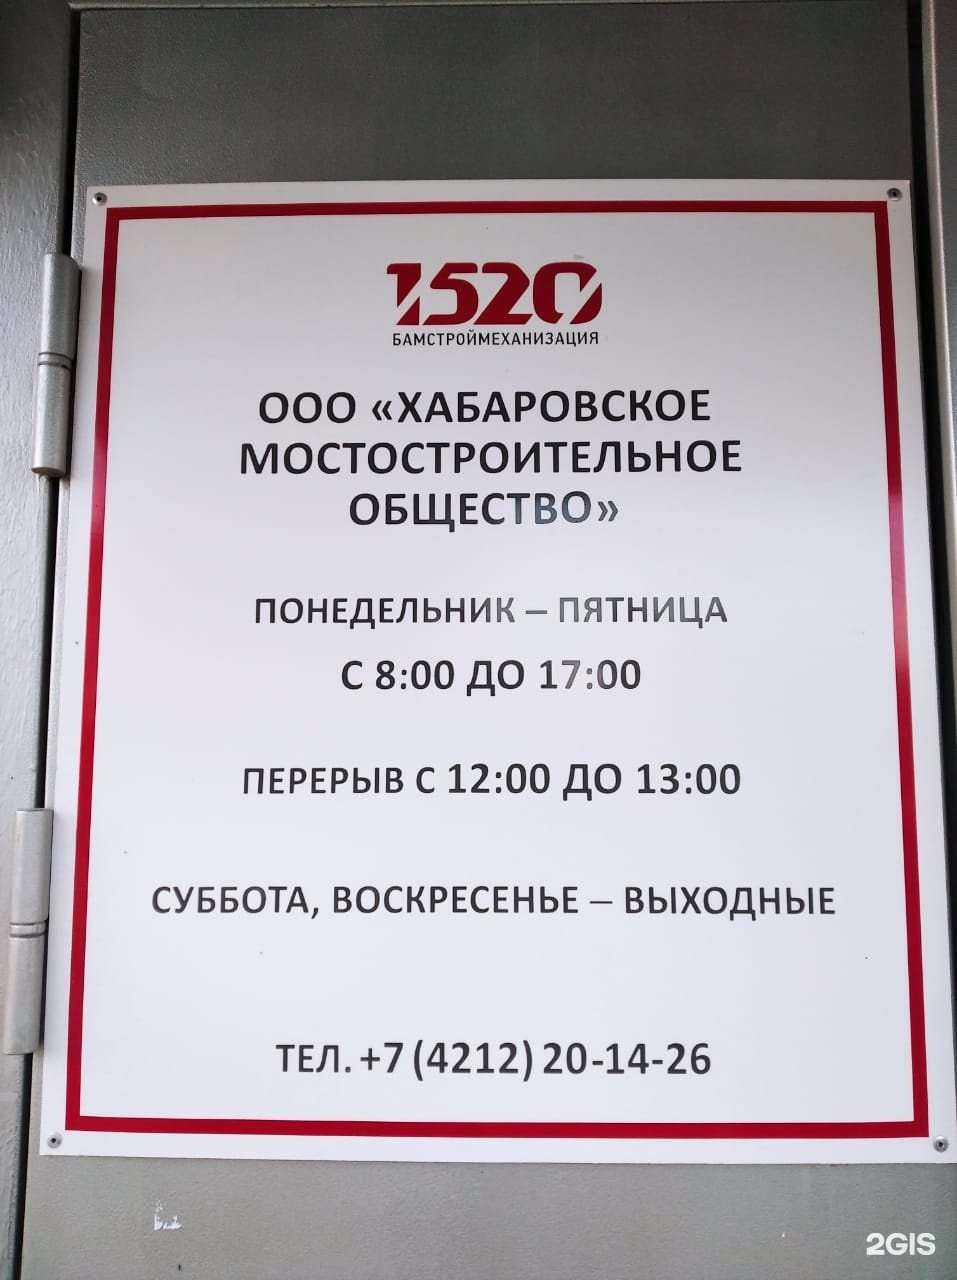 1520
БАМСТРОЙМЕХАНИЗАЦИЯ
ООО «ХАБАРОВСКОЕ
МОСТОСТРОИТЕЛЬНОЕ
ОБЩЕСТВО»
ПОНЕДЕЛЬНИК – ПЯТНИЦА
С 8:00 ДО 17:00
ПЕРЕРЫВ С 12:00 ДО 13:00
СУББОТА, ВОСКРЕСЕНЬЕ – ВЫХОДНЫЕ
ТЕЛ. +7 (4212) 20-14-26
2GIS